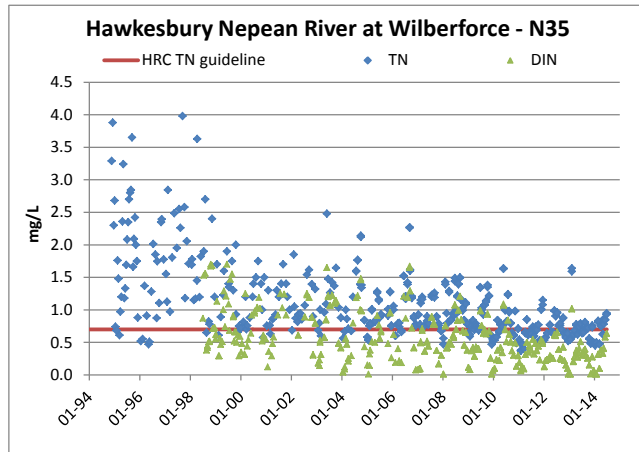 Hawkesbury Nepean River at Wilberforce - N35
HRC TN guideline TN DIN
4.5
4.0
3.5
3.0
2.5
2.0
1.5
1.0
0.5
0.0
mg/L
01-94 01-96 01-98 01-00 01-02 01-04 01-06 01-08 01-10 01-12 01-14